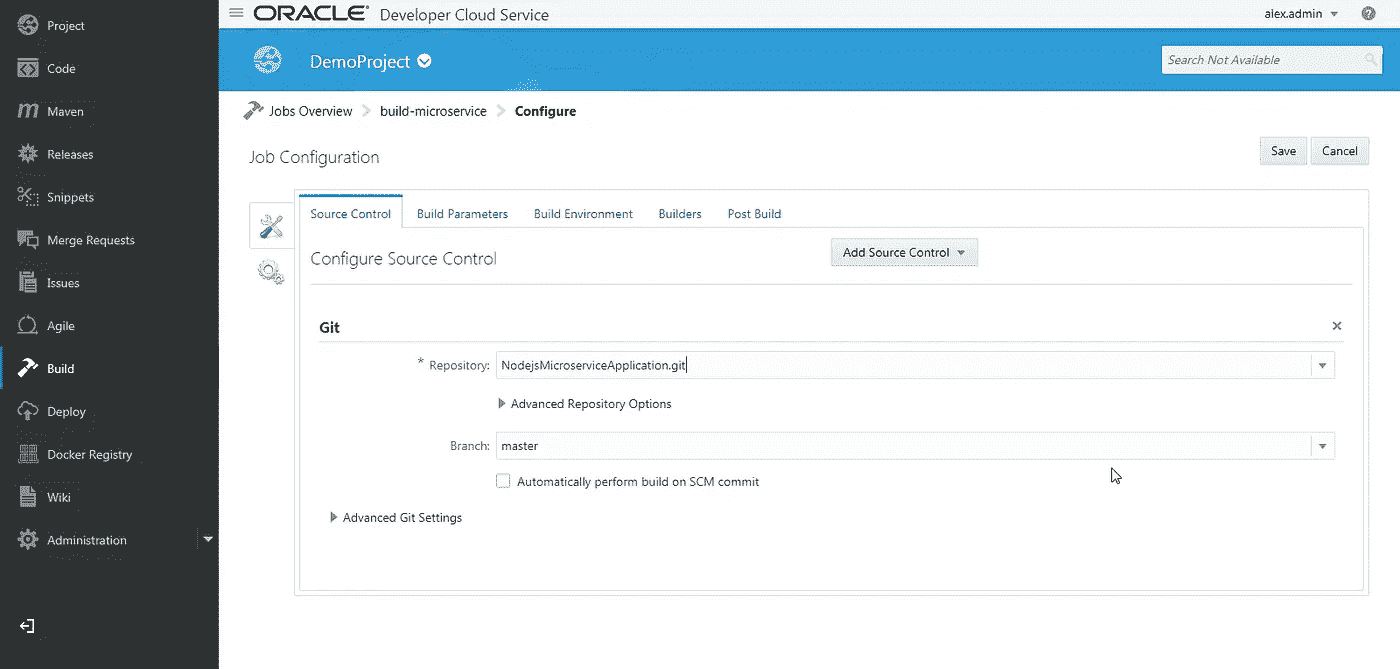 Project
Code
Maven
Releases
Snippets
Merge Requests
Issues
Agile
Build
Deploy
Docker Registry
Wiki
Administration
ORACLE® Developer Cloud Service
alex.admin
?
DemoProject
Search Not Available
Jobs Overview build-microservice Configure
Job Configuration
Save Cancel
Source Control Build Parameters Build Environment Builders Post Build
Configure Source Control
Add Source Control
Git
* Repository: NodejsMicroserviceApplication.git
Advanced Repository Options
Branch: master
Automatically perform build on SCM commit
Advanced Git Settings